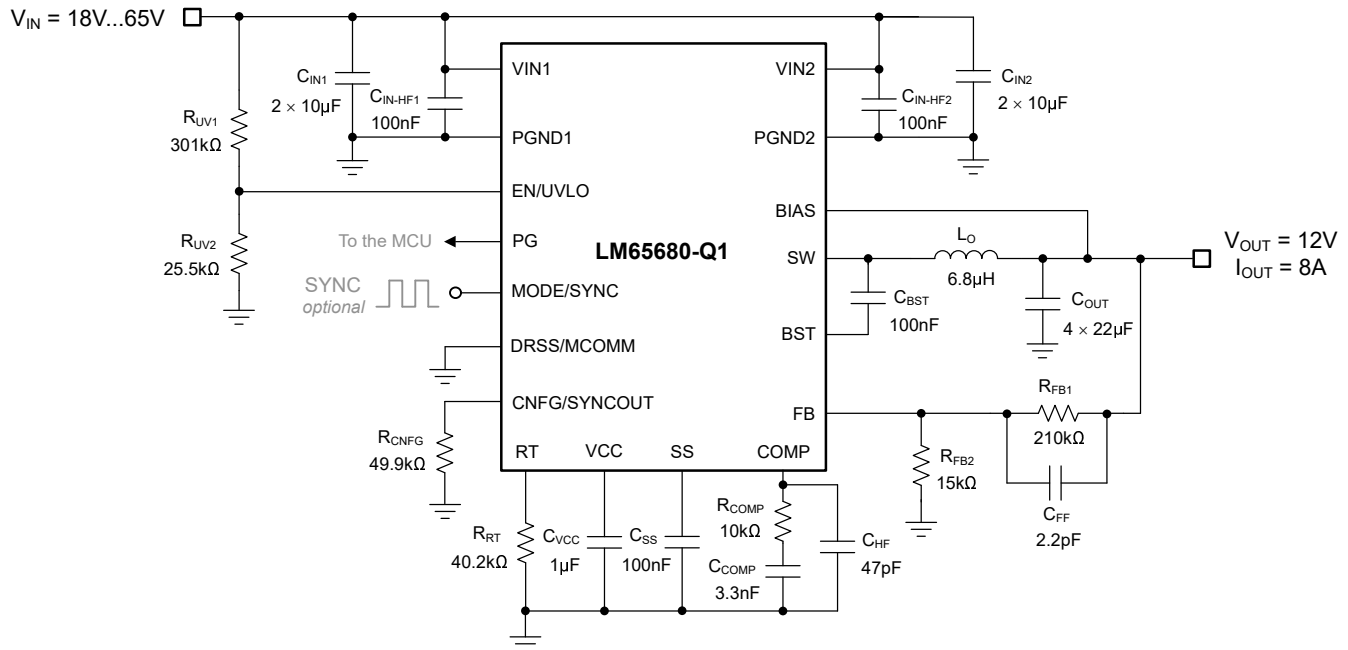 V_IN = 18V...65V
R_UV1
301kΩ
R_UV2
25.5kΩ
C_IN1
2 × 10µF
C_IN-HF1
100nF
VIN1
PGND1
EN/UVLO
PG
MODE/SYNC
DRSS/MCOMM
CNFG/SYNCOUT
RT
VCC
SS
COMP
LM65680-Q1
VIN2
PGND2
BIAS
SW
BST
FB
To the MCU
SYNC
optional
C_IN-HF2
100nF
C_IN2
2 × 10µF
L_O
6.8µH
C_BST
100nF
C_OUT
4 × 22µF
V_OUT = 12V
I_OUT = 8A
R_FB1
210kΩ
R_FB2
15kΩ
C_FF
2.2pF
R_CNFG
49.9kΩ
R_RT
40.2kΩ
C_VCC
1µF
C_SS
100nF
R_COMP
10kΩ
C_COMP
3.3nF
C_HF
47pF